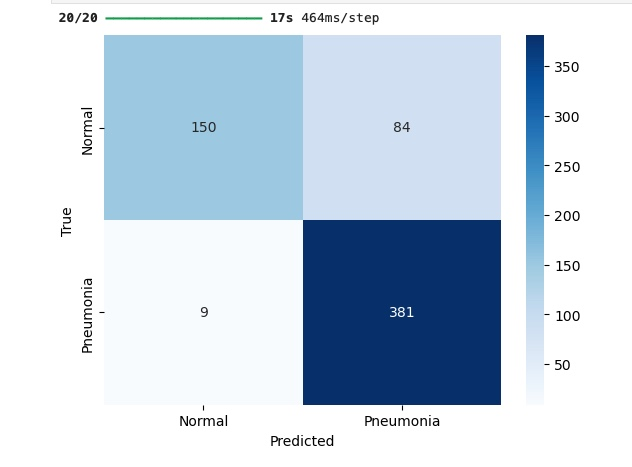 20/20 ━━━━━━━━━━━━━━━━━━━━ 17s 464ms/step
Normal
150
84
True
Pneumonia
9
381
Normal
Pneumonia
Predicted
350
300
250
200
150
100
50